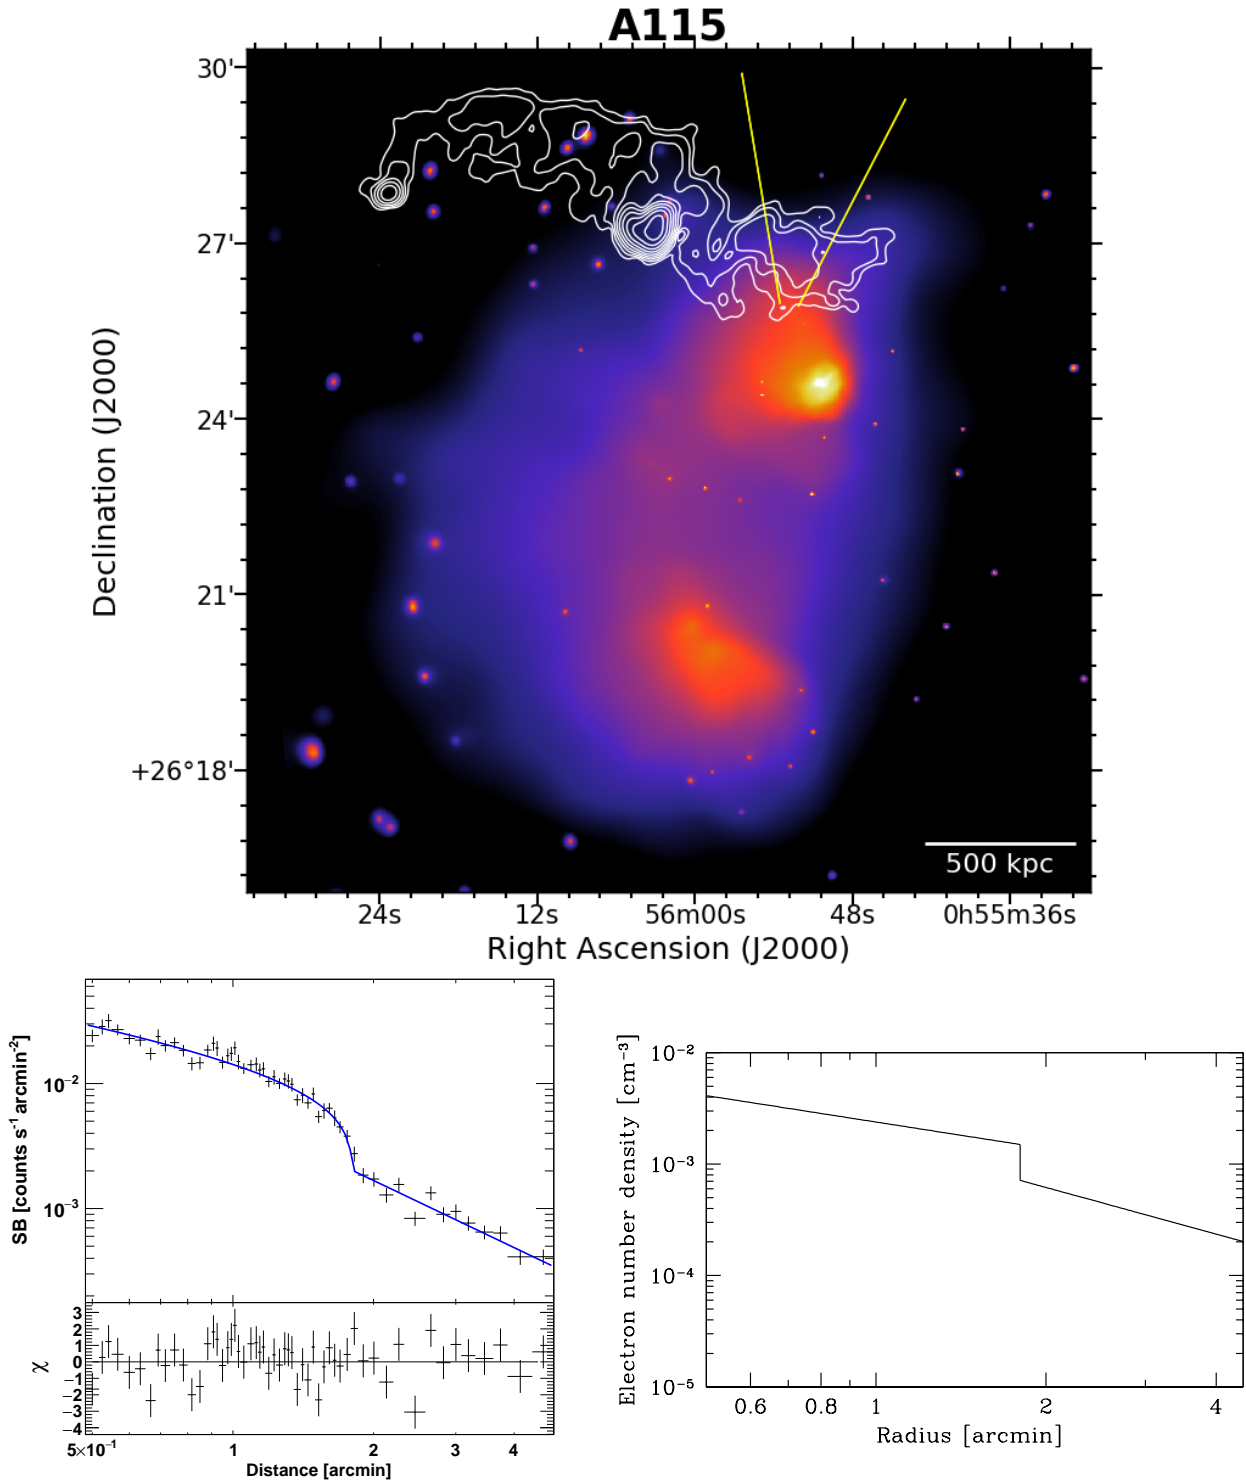 A115
30'
27'
24'
21'
+26°18'
Declination (J2000)
500 kpc
24s 12s 56m00s 48s 0h55m36s
Right Ascension (J2000)
SB [counts s⁻¹ arcmin⁻²]
10⁻²
10⁻³
χ
3
2
1
0
−1
−2
−3
−4
5×10⁻¹ 1 2 3 4
Distance [arcmin]
Electron number density [cm⁻³]
10⁻²
10⁻³
10⁻⁴
10⁻⁵
0.6 0.8 1 2 4
Radius [arcmin]